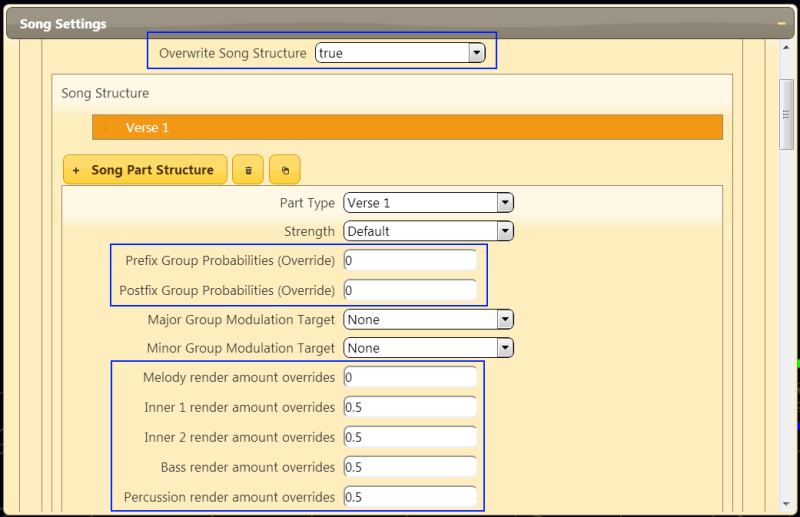 Song Settings
Overwrite Song Structure true
Song Structure
Verse 1
+ Song Part Structure
Part Type Verse 1
Strength Default
Prefix Group Probabilities (Override) 0
Postfix Group Probabilities (Override) 0
Major Group Modulation Target None
Minor Group Modulation Target None
Melody render amount overrides 0
Inner 1 render amount overrides 0.5
Inner 2 render amount overrides 0.5
Bass render amount overrides 0.5
Percussion render amount overrides 0.5